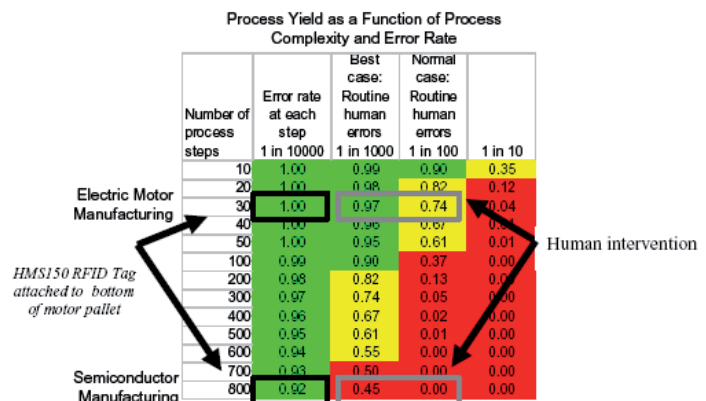 Process Yield as a Function of Process
Complexity and Error Rate
Number of process steps | Error rate at each step 1 in 10000 | Best case: Routine human errors 1 in 1000 | Normal case: Routine human errors 1 in 100 | 1 in 10
10 1.00 0.99 0.90 0.35
20 1.00 0.98 0.82 0.12
30 1.00 0.97 0.74 0.04
40 1.00 0.96 0.67
50 1.00 0.95 0.61 0.01
100 0.99 0.90 0.37 0.00
200 0.98 0.82 0.13 0.00
300 0.97 0.74 0.05 0.00
400 0.96 0.67 0.02 0.00
500 0.95 0.61 0.01 0.00
600 0.94 0.55 0.00 0.00
700 0.93 0.50 0.00 0.00
800 0.92 0.45 0.00 0.00
Electric Motor
Manufacturing
HMS150 RFID Tag
attached to bottom
of motor pallet
Semiconductor
Manufacturing
Human intervention